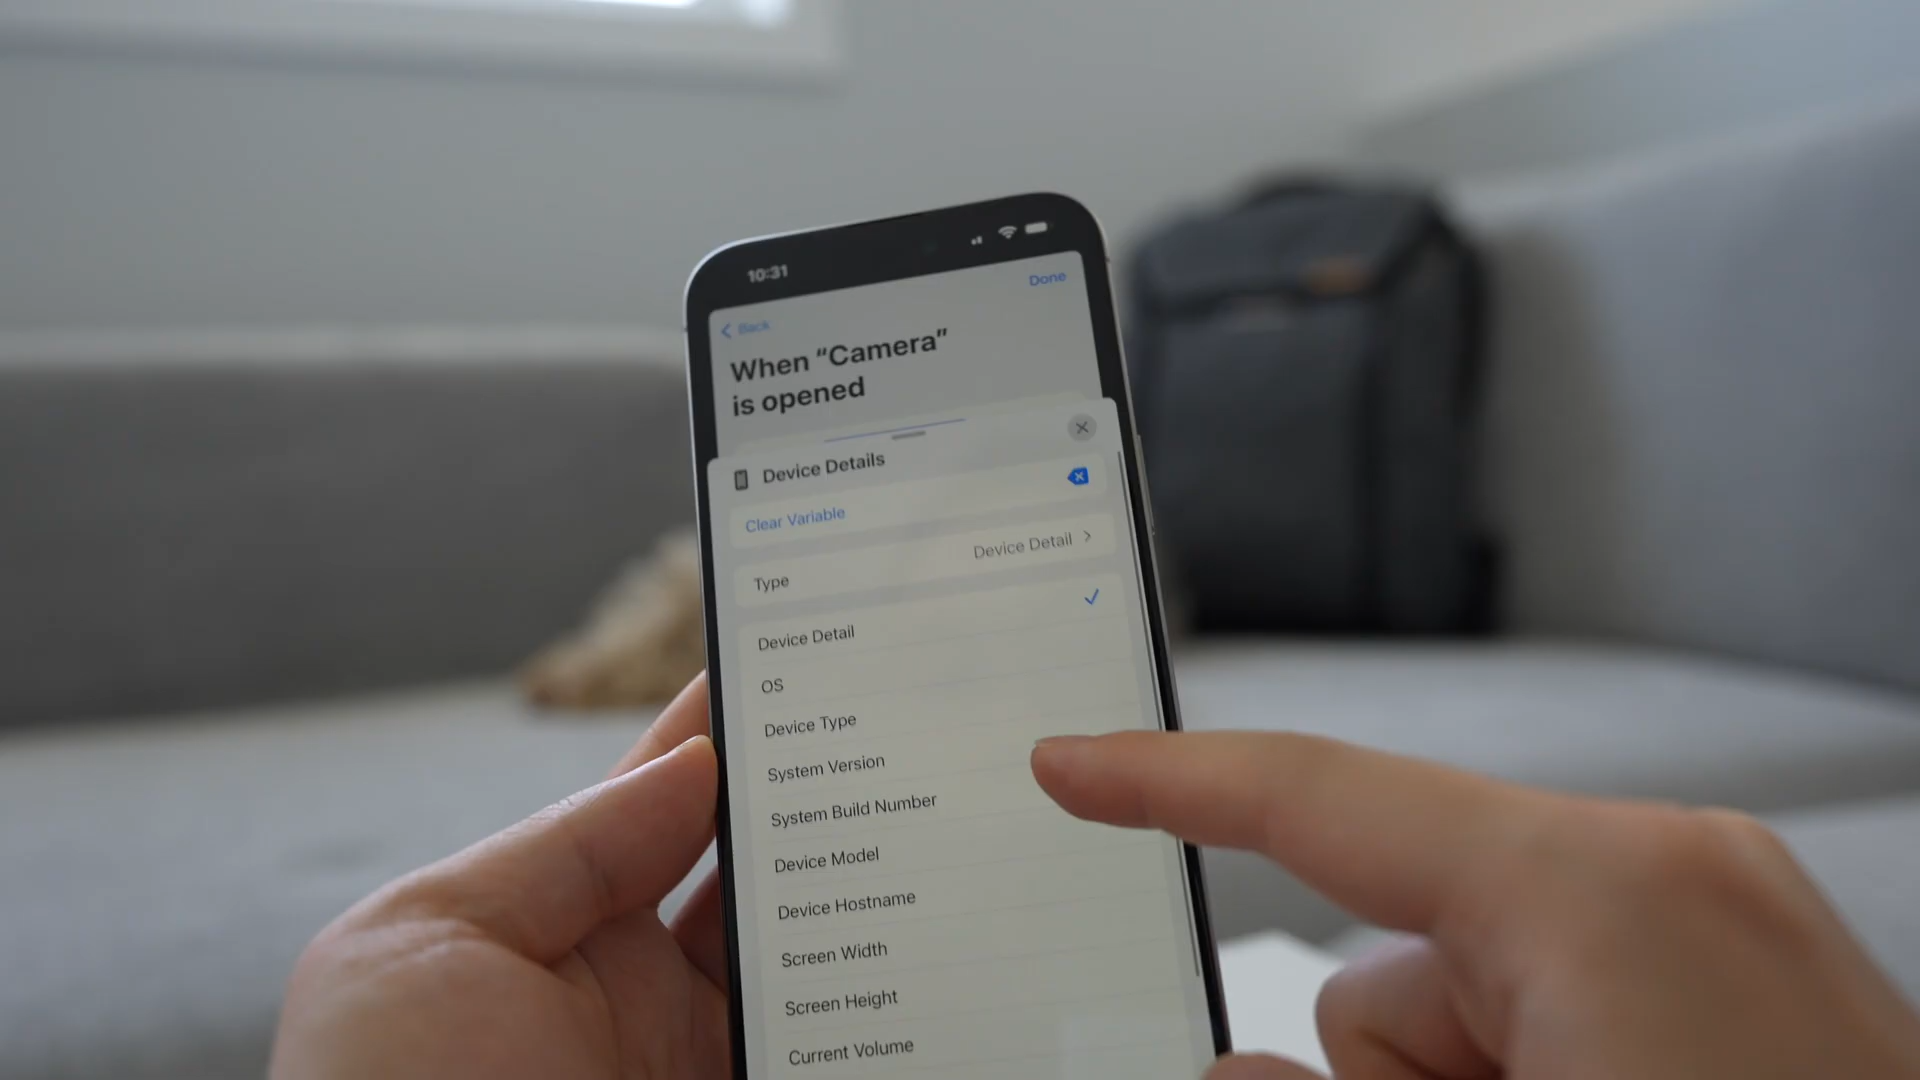 10:31
Back
Done
When “Camera”
is opened
Device Details
Clear Variable
Type
Device Detail
Device Detail
OS
Device Type
System Version
System Build Number
Device Model
Device Hostname
Screen Width
Screen Height
Current Volume